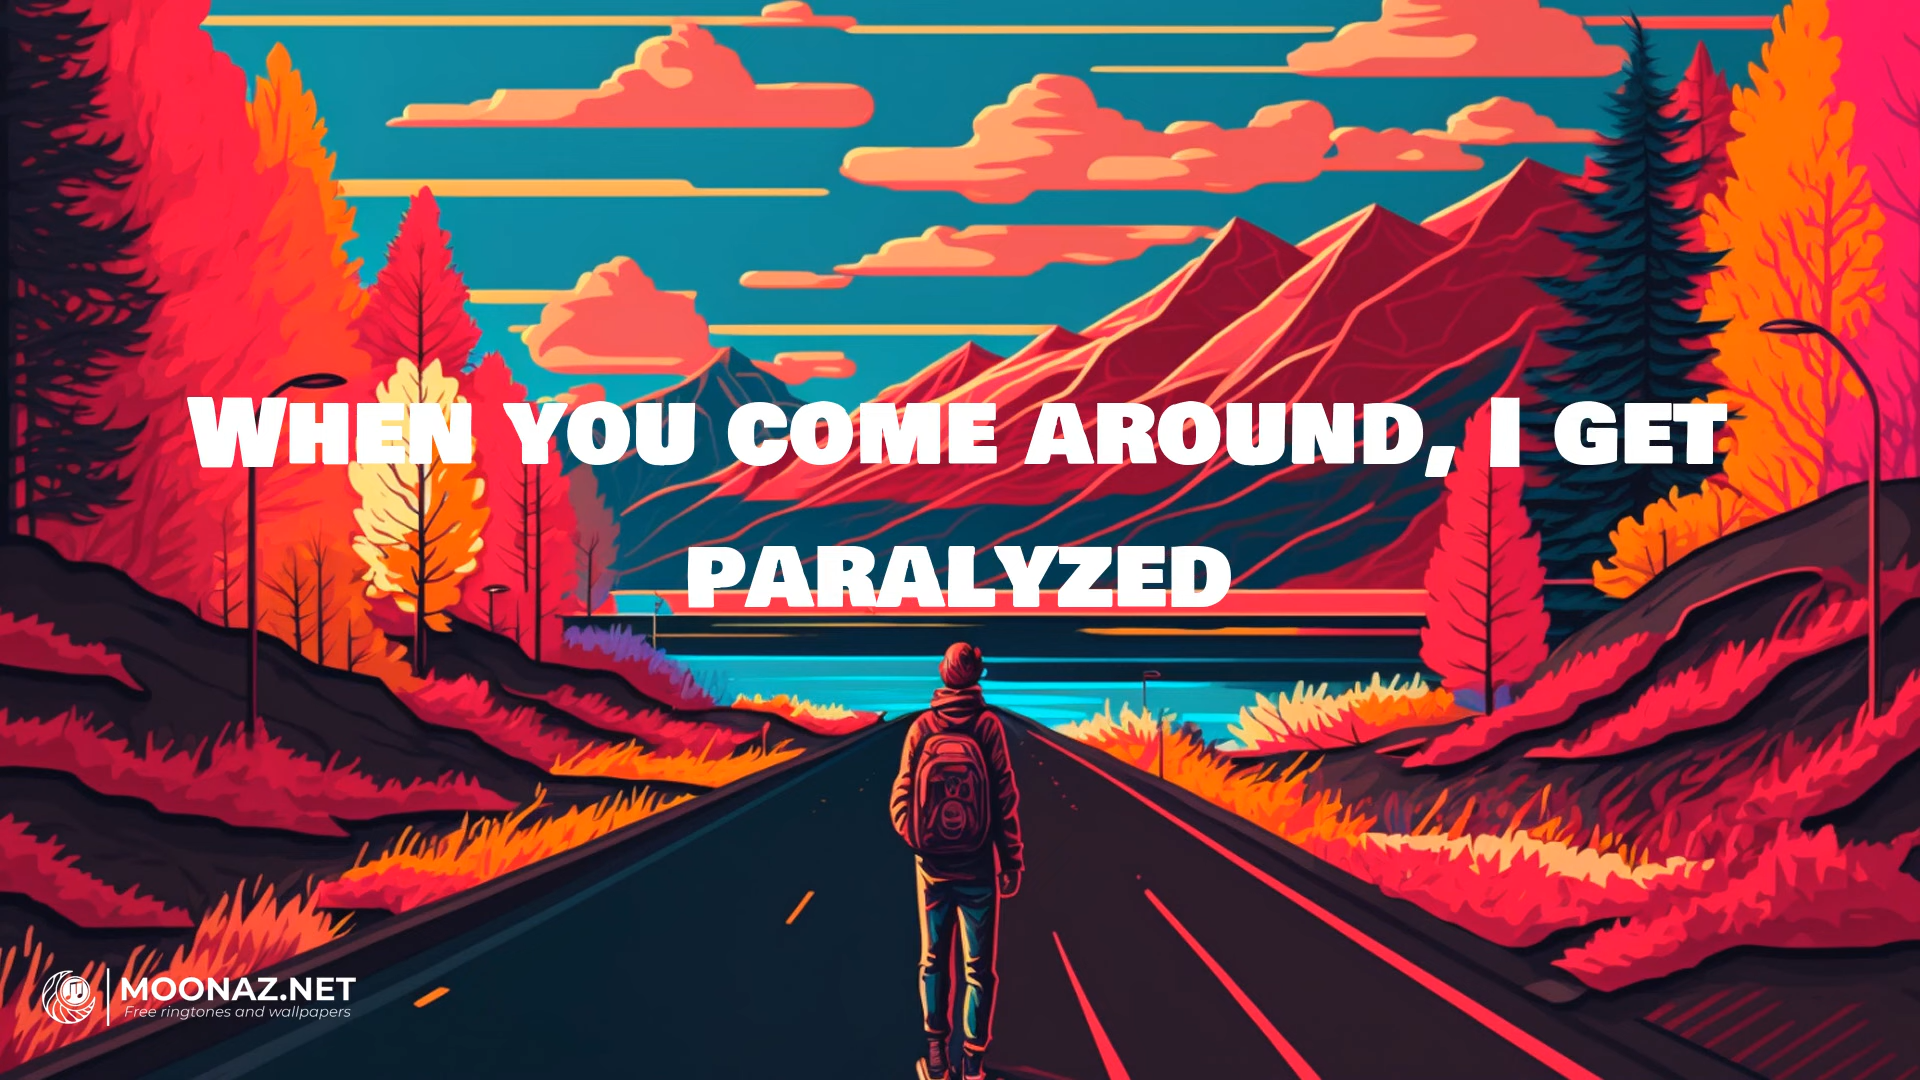 When you come around, I get
paralyzed
MOONAZ.NET
Free ringtones and wallpapers